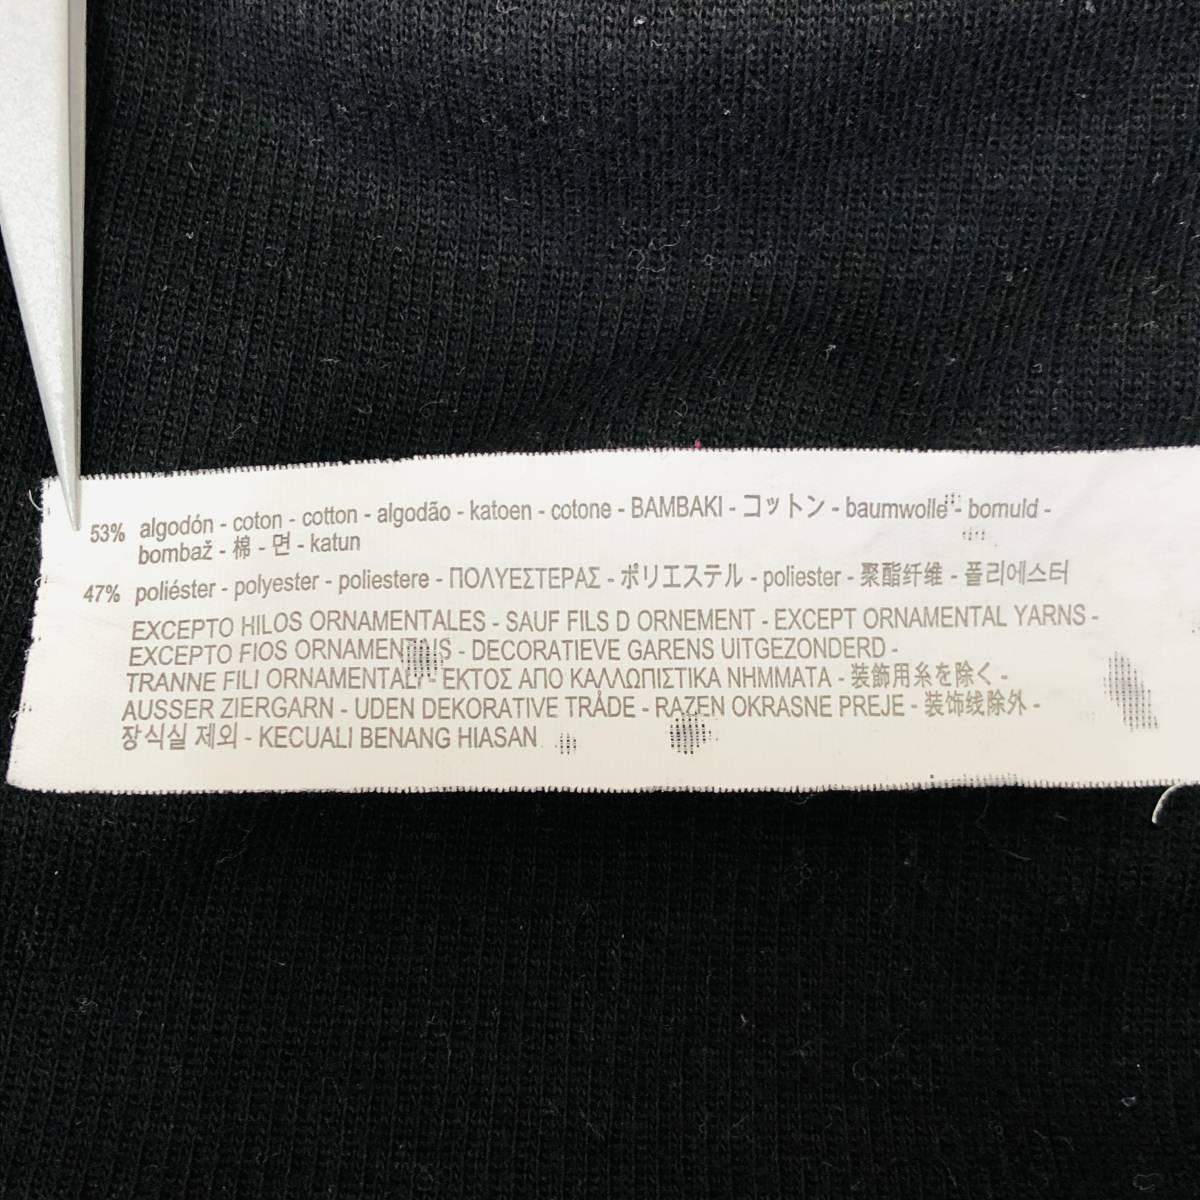 53% algodón - coton - cotton - algodão - katoen - cotone - BAMBAKI - コットン - baumwolle - bomuld -
bombaž - 棉 - 면 - katun
47% poliéster - polyester - poliestere - ΠΟΛΥΕΣΤΕΡΑΣ - ポリエステル - poliester - 聚酯纤维 - 폴리에스터
EXCEPTO HILOS ORNAMENTALES - SAUF FILS D ORNEMENT - EXCEPT ORNAMENTAL YARNS -
EXCEPTO FIOS ORNAMENTAIS - DECORATIEVE GARENS UITGEZONDERD -
TRANNE FILI ORNAMENTALI - ΕΚΤΟΣ ΑΠΟ ΚΑΛΛΩΠΙΣΤΙΚΑ ΝΗΜΜΑΤΑ - 装飾用糸を除く -
AUSSER ZIERGARN - UDEN DEKORATIVE TRÅDE - RAZEN OKRASNE PREJE - 装饰线除外 -
장식실 제외 - KECUALI BENANG HIASAN